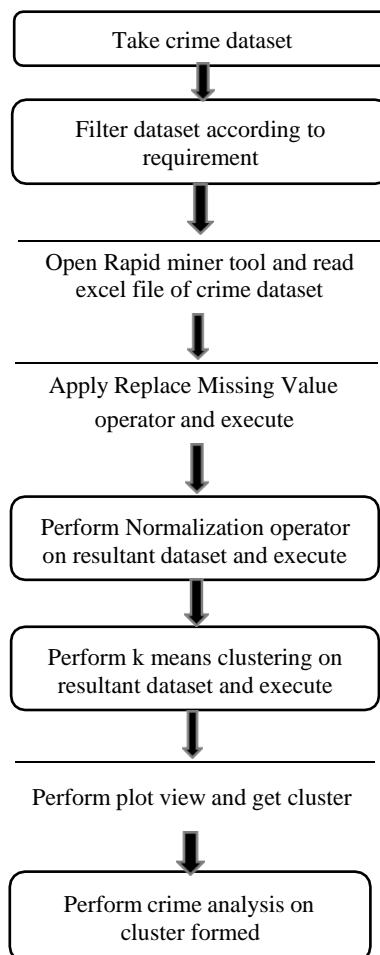 Take crime dataset
Filter dataset according to
requirement
Open Rapid miner tool and read
excel file of crime dataset
Apply Replace Missing Value
operator and execute
Perform Normalization operator
on resultant dataset and execute
Perform k means clustering on
resultant dataset and execute
Perform plot view and get cluster
Perform crime analysis on
cluster formed